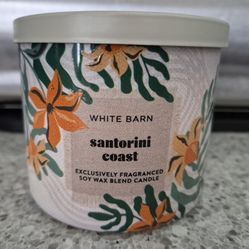 WHITE BARN
santorini
coast
EXCLUSIVELY FRAGRANCED
SOY WAX BLEND CANDLE